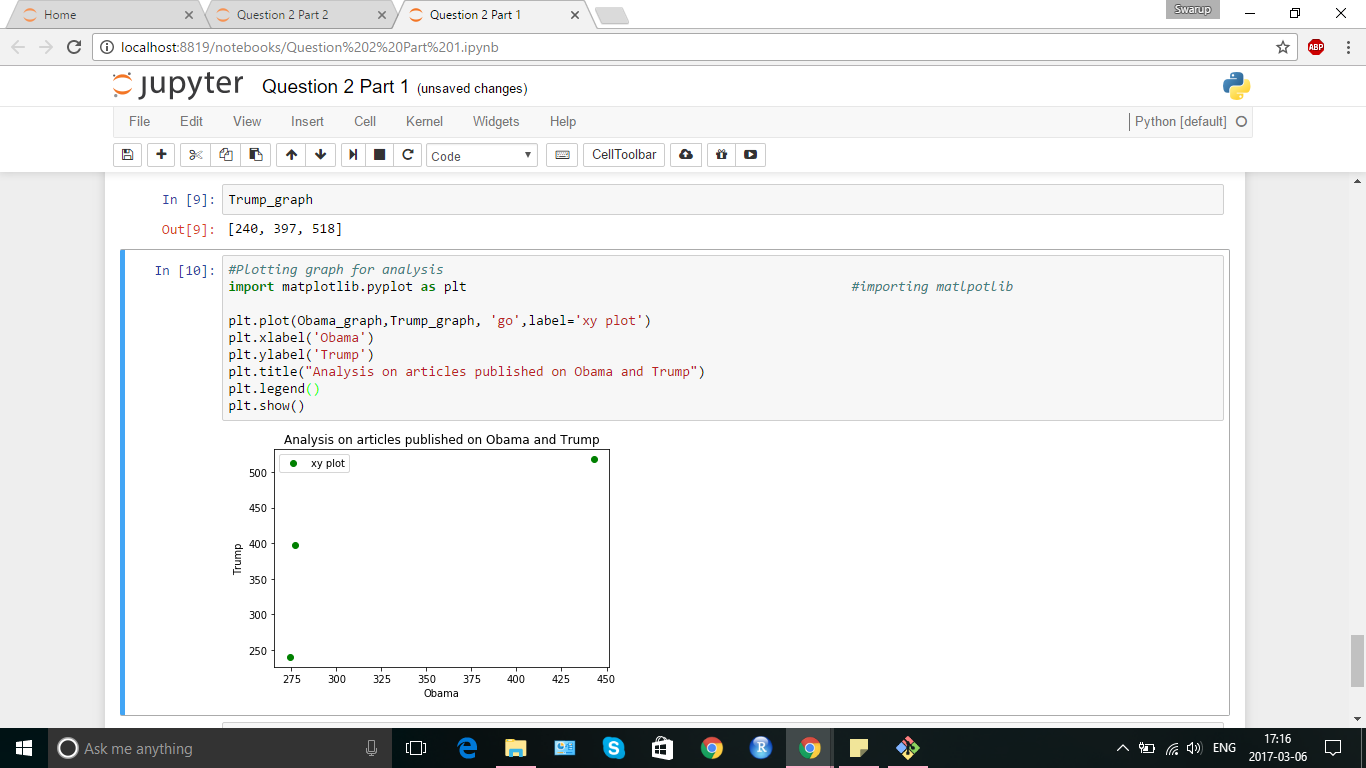 Home
Question 2 Part 2
Question 2 Part 1
Swarup
localhost:8819/notebooks/Question%202%20Part%201.ipynb
ABP
jupyter Question 2 Part 1 (unsaved changes)
File Edit View Insert Cell Kernel Widgets Help
Python [default]
Code
CellToolbar
In [9]: Trump_graph
Out[9]: [240, 397, 518]
In [10]: #Plotting graph for analysis
import matplotlib.pyplot as plt #importing matlpotlib
plt.plot(Obama_graph,Trump_graph, 'go',label='xy plot')
plt.xlabel('Obama')
plt.ylabel('Trump')
plt.title("Analysis on articles published on Obama and Trump")
plt.legend()
plt.show()
Analysis on articles published on Obama and Trump
xy plot
500
450
400
350
300
250
Trump
275 300 325 350 375 400 425 450
Obama
Ask me anything
ENG
17:16
2017-03-06